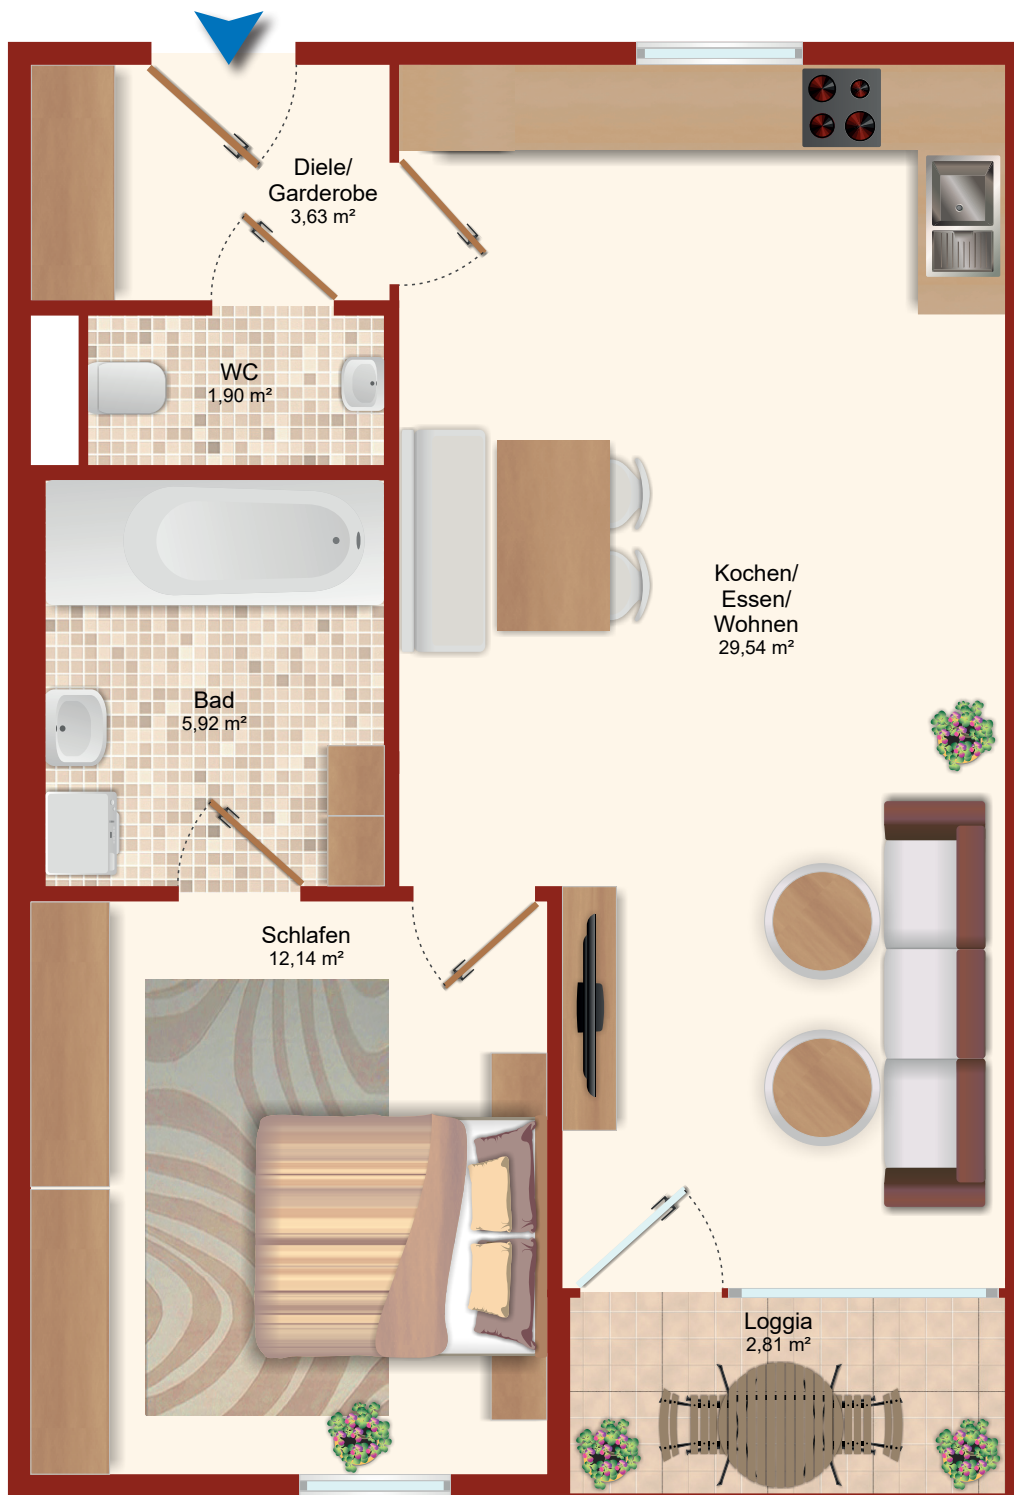 Diele/
Garderobe
3,63 m²
WC
1,90 m²
Kochen/
Essen/
Wohnen
29,54 m²
Bad
5,92 m²
Schlafen
12,14 m²
Loggia
2,81 m²